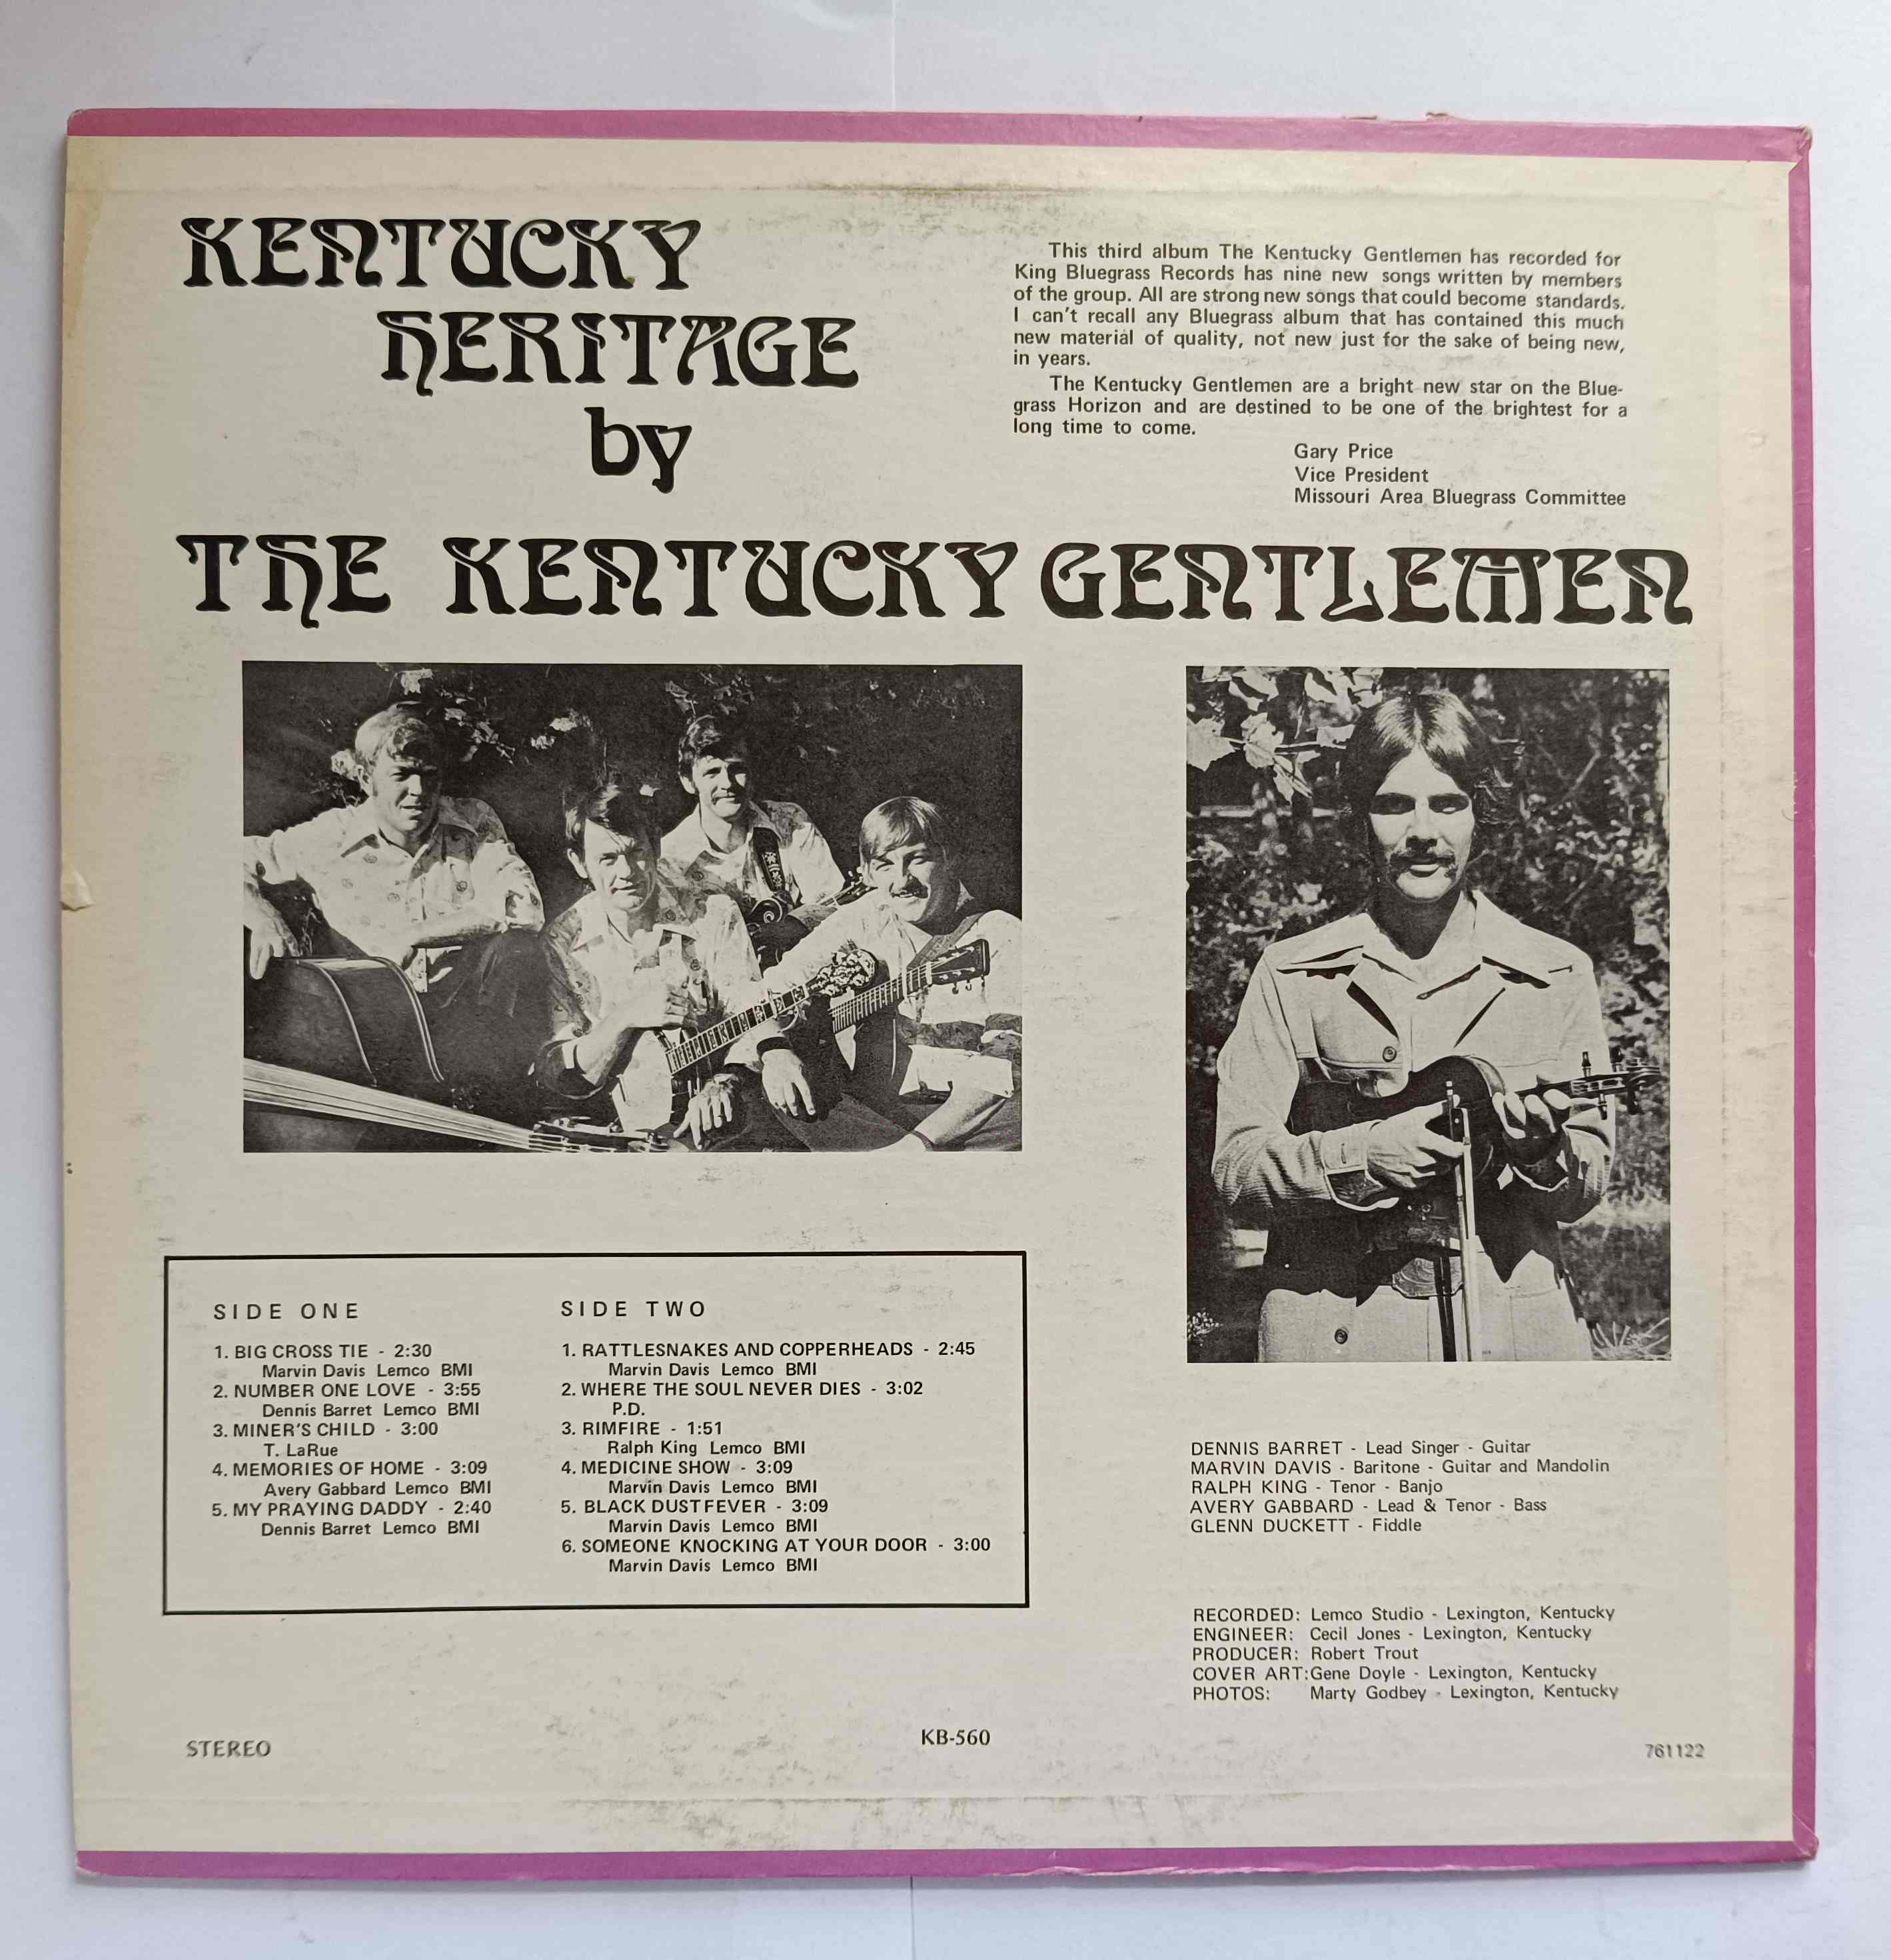 KENTUCKY
HERITAGE
by
THE KENTUCKY GENTLEMEN
This third album The Kentucky Gentlemen has recorded for
King Bluegrass Records has nine new songs written by members
of the group. All are strong new songs that could become standards.
I can't recall any Bluegrass album that has contained this much
new material of quality, not new just for the sake of being new,
in years.
The Kentucky Gentlemen are a bright new star on the Blue-
grass Horizon and are destined to be one of the brightest for a
long time to come.
Gary Price
Vice President
Missouri Area Bluegrass Committee
SIDE ONE
1. BIG CROSS TIE - 2:30
Marvin Davis Lemco BMI
2. NUMBER ONE LOVE - 3:55
Dennis Barret Lemco BMI
3. MINER'S CHILD - 3:00
T. LaRue
4. MEMORIES OF HOME - 3:09
Avery Gabbard Lemco BMI
5. MY PRAYING DADDY - 2:40
Dennis Barret Lemco BMI
SIDE TWO
1. RATTLESNAKES AND COPPERHEADS - 2:45
Marvin Davis Lemco BMI
2. WHERE THE SOUL NEVER DIES - 3:02
P.D.
3. RIMFIRE - 1:51
Ralph King Lemco BMI
4. MEDICINE SHOW - 3:09
Marvin Davis Lemco BMI
5. BLACK DUST FEVER - 3:09
Marvin Davis Lemco BMI
6. SOMEONE KNOCKING AT YOUR DOOR - 3:00
Marvin Davis Lemco BMI
DENNIS BARRET - Lead Singer - Guitar
MARVIN DAVIS - Baritone - Guitar and Mandolin
RALPH KING - Tenor - Banjo
AVERY GABBARD - Lead & Tenor - Bass
GLENN DUCKETT - Fiddle
RECORDED: Lemco Studio - Lexington, Kentucky
ENGINEER: Cecil Jones - Lexington, Kentucky
PRODUCER: Robert Trout
COVER ART: Gene Doyle - Lexington, Kentucky
PHOTOS: Marty Godbey - Lexington, Kentucky
STEREO
KB-560
761122